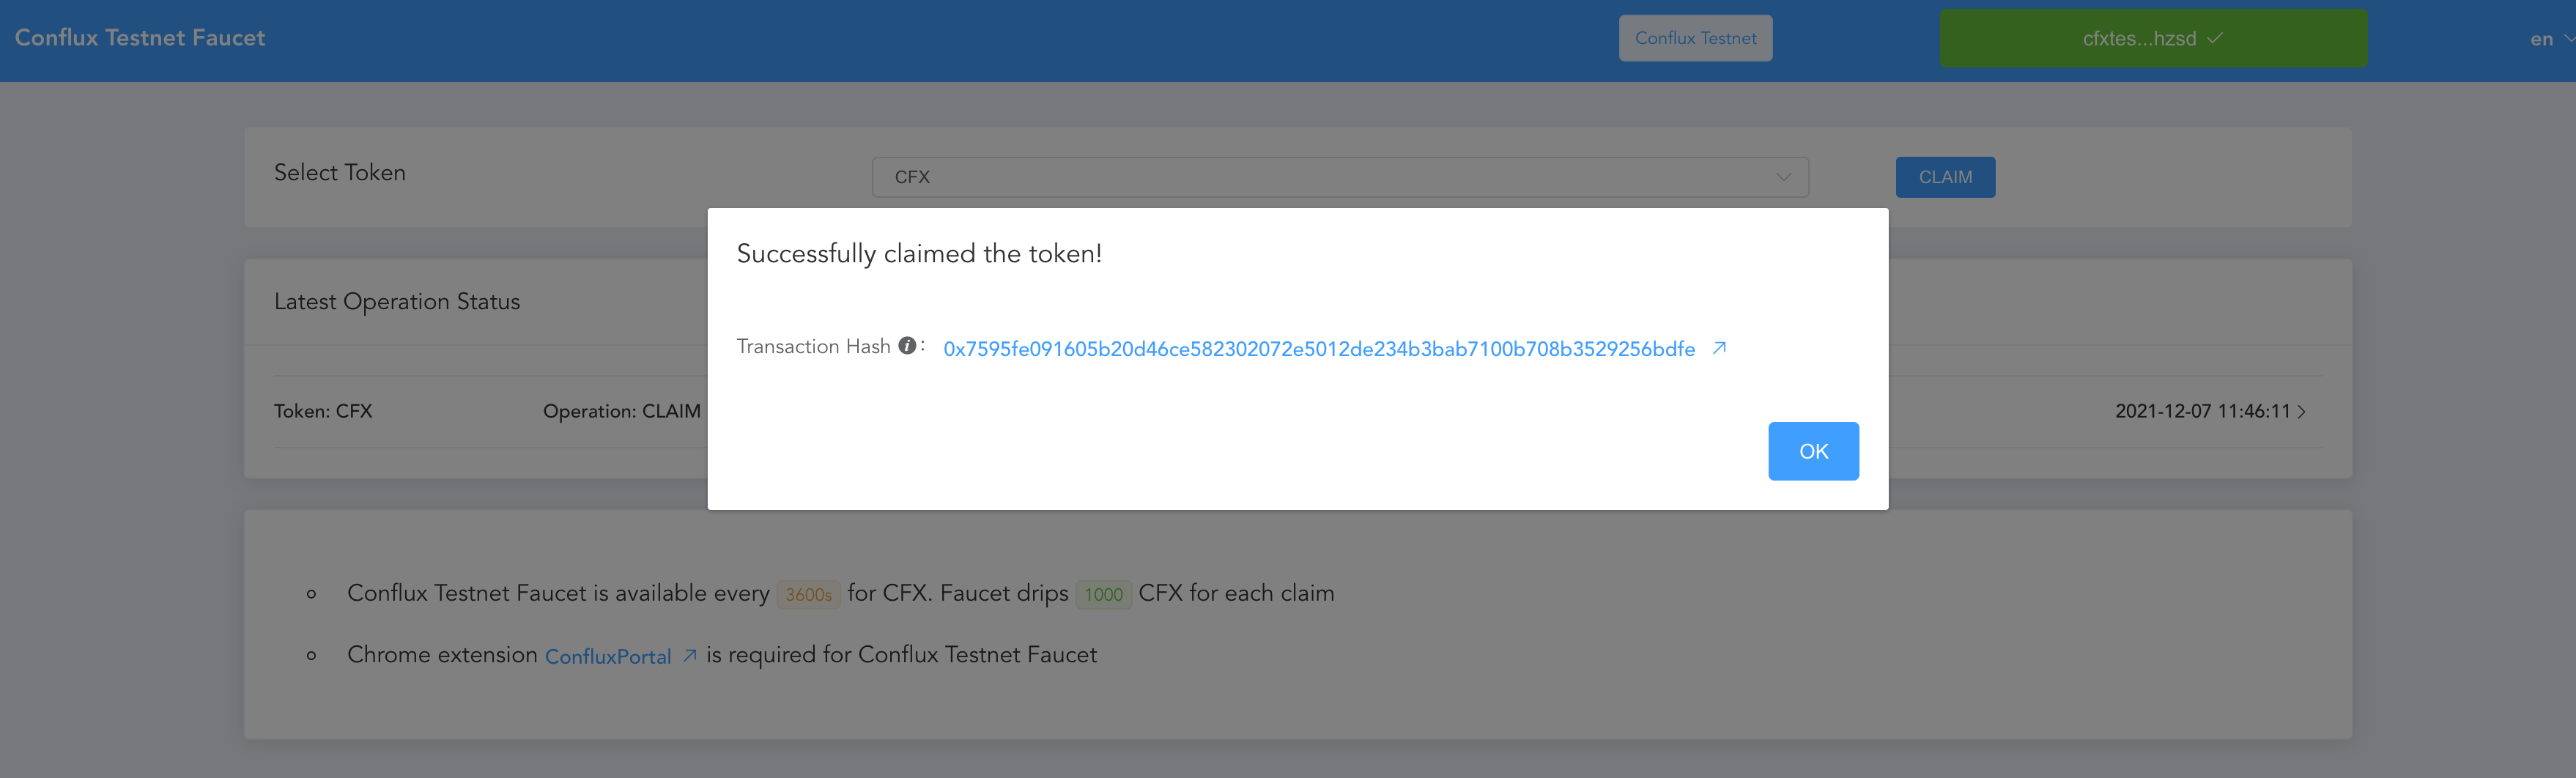 Conflux Testnet Faucet
Conflux Testnet
cfxtes...hzsd
en
Select Token
CFX
CLAIM
Successfully claimed the token!
Latest Operation Status
Transaction Hash : 0x7595fe091605b20d46ce582302072e5012de234b3bab7100b708b3529256bdfe
Token: CFX Operation: CLAIM 2021-12-07 11:46:11
OK
Conflux Testnet Faucet is available every 3600s for CFX. Faucet drips 1000 CFX for each claim
Chrome extension ConfluxPortal is required for Conflux Testnet Faucet